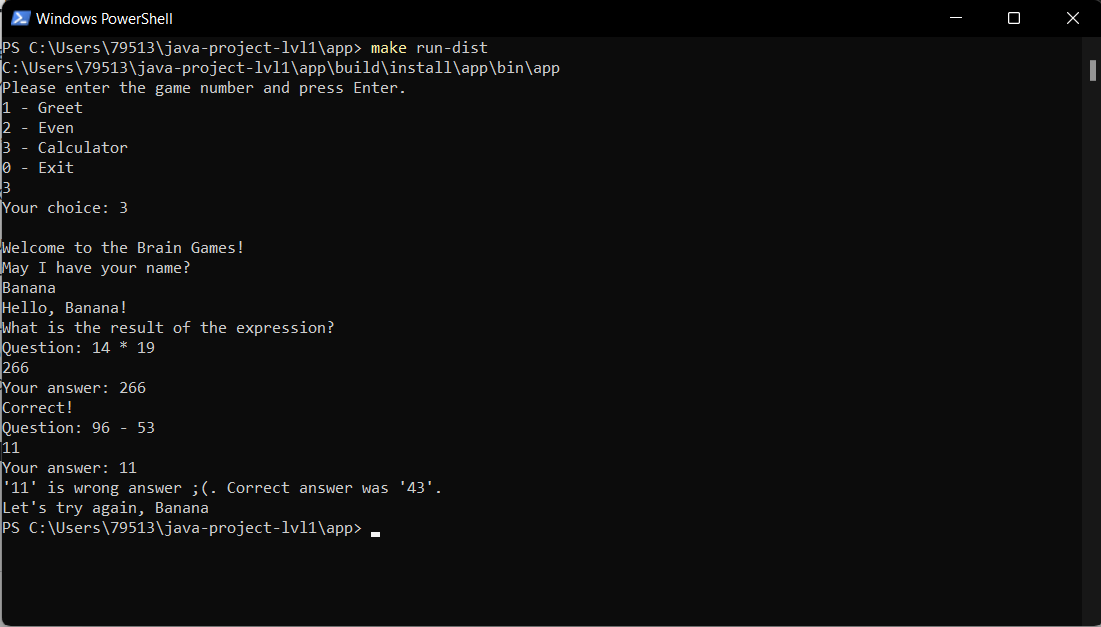 Windows PowerShell
PS C:\Users\79513\java-project-lvl1\app> make run-dist
C:\Users\79513\java-project-lvl1\app\build\install\app\bin\app
Please enter the game number and press Enter.
1 - Greet
2 - Even
3 - Calculator
0 - Exit
3
Your choice: 3

Welcome to the Brain Games!
May I have your name?
Banana
Hello, Banana!
What is the result of the expression?
Question: 14 * 19
266
Your answer: 266
Correct!
Question: 96 - 53
11
Your answer: 11
'11' is wrong answer ;(. Correct answer was '43'.
Let's try again, Banana
PS C:\Users\79513\java-project-lvl1\app>